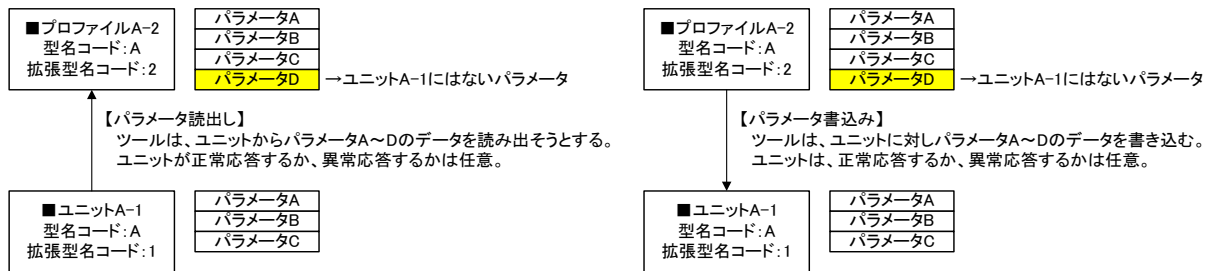 ■プロファイルA-2
型名コード:A
拡張型名コード:2
パラメータA
パラメータB
パラメータC
パラメータD
→ユニットA-1にはないパラメータ
【パラメータ読出し】
ツールは、ユニットからパラメータA～Dのデータを読み出そうとする。
ユニットが正常応答するか、異常応答するかは任意。
■ユニットA-1
型名コード:A
拡張型名コード:1
パラメータA
パラメータB
パラメータC
■プロファイルA-2
型名コード:A
拡張型名コード:2
パラメータA
パラメータB
パラメータC
パラメータD
→ユニットA-1にはないパラメータ
【パラメータ書込み】
ツールは、ユニットに対しパラメータA～Dのデータを書き込む。
ユニットは、正常応答するか、異常応答するかは任意。
■ユニットA-1
型名コード:A
拡張型名コード:1
パラメータA
パラメータB
パラメータC